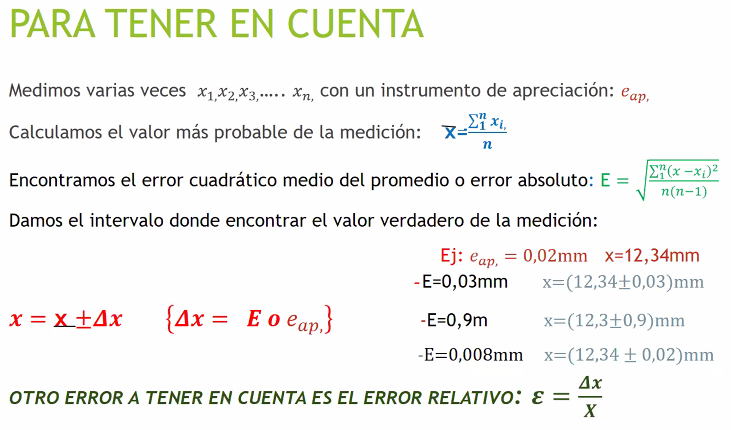 PARA TENER EN CUENTA
Medimos varias veces x₁,x₂,x₃,….. xₙ, con un instrumento de apreciación: eₐₚ,
Calculamos el valor más probable de la medición: x̅=∑₁ⁿ xᵢ,/n
Encontramos el error cuadrático medio del promedio o error absoluto: E = √(∑₁ⁿ(x −xᵢ)²/n(n−1))
Damos el intervalo donde encontrar el valor verdadero de la medición:
Ej: eₐₚ, = 0,02mm x=12,34mm
-E=0,03mm x=(12,34±0,03)mm
x = x ±Δx {Δx = E o eₐₚ,}
-E=0,9m x=(12,3±0,9)mm
-E=0,008mm x=(12,34 ± 0,02)mm
OTRO ERROR A TENER EN CUENTA ES EL ERROR RELATIVO: ε = Δx/X